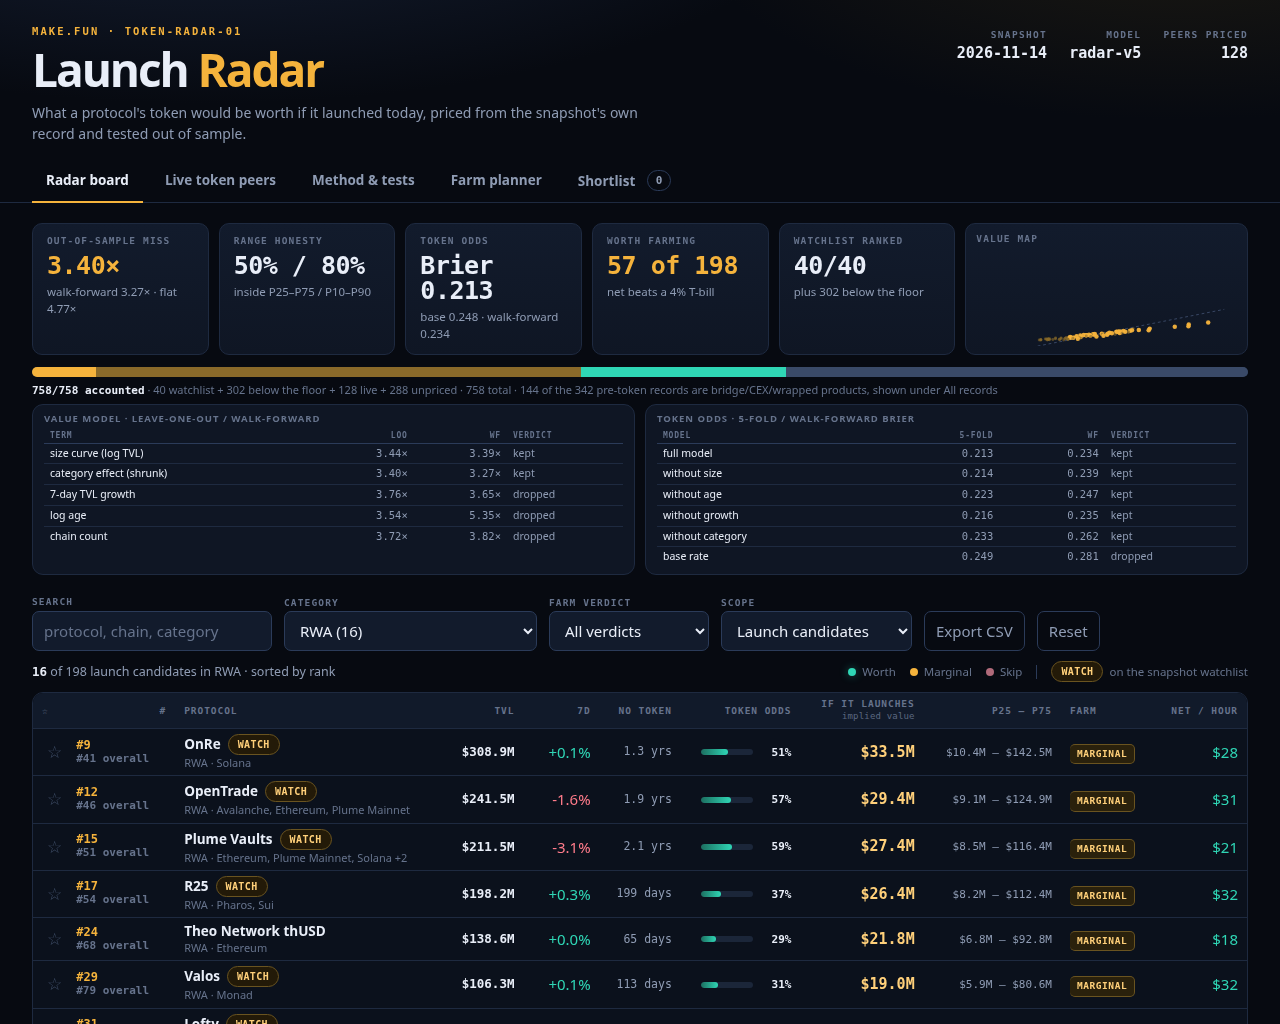 MAKE.FUN · TOKEN-RADAR-01
Launch Radar
What a protocol's token would be worth if it launched today, priced from the snapshot's own
record and tested out of sample.
SNAPSHOT MODEL PEERS PRICED
2026-11-14 radar-v5 128
Radar board Live token peers Method & tests Farm planner Shortlist 0
OUT-OF-SAMPLE MISS
3.40×
walk-forward 3.27× · flat
4.77×
RANGE HONESTY
50% / 80%
inside P25–P75 / P10–P90
TOKEN ODDS
Brier
0.213
base 0.248 · walk-forward
0.234
WORTH FARMING
57 of 198
net beats a 4% T-bill
WATCHLIST RANKED
40/40
plus 302 below the floor
VALUE MAP
758/758 accounted · 40 watchlist + 302 below the floor + 128 live + 288 unpriced · 758 total · 144 of the 342 pre-token records are bridge/CEX/wrapped products, shown under All records
VALUE MODEL · LEAVE-ONE-OUT / WALK-FORWARD
TERM LOO WF VERDICT
size curve (log TVL) 3.44× 3.39× kept
category effect (shrunk) 3.40× 3.27× kept
7-day TVL growth 3.76× 3.65× dropped
log age 3.54× 5.35× dropped
chain count 3.72× 3.82× dropped
TOKEN ODDS · 5-FOLD / WALK-FORWARD BRIER
MODEL 5-FOLD WF VERDICT
full model 0.213 0.234 kept
without size 0.214 0.239 kept
without age 0.223 0.247 kept
without growth 0.216 0.235 kept
without category 0.233 0.262 kept
base rate 0.249 0.281 dropped
SEARCH CATEGORY FARM VERDICT SCOPE
protocol, chain, category RWA (16) All verdicts Launch candidates Export CSV Reset
16 of 198 launch candidates in RWA · sorted by rank
Worth Marginal Skip WATCH on the snapshot watchlist
# PROTOCOL TVL 7D NO TOKEN TOKEN ODDS IF IT LAUNCHES P25 – P75 FARM NET / HOUR
implied value
#9 OnRe WATCH $308.9M +0.1% 1.3 yrs 51% $33.5M $10.4M – $142.5M MARGINAL $28
#41 overall RWA · Solana
#12 OpenTrade WATCH $241.5M -1.6% 1.9 yrs 57% $29.4M $9.1M – $124.9M MARGINAL $31
#46 overall RWA · Avalanche, Ethereum, Plume Mainnet
#15 Plume Vaults WATCH $211.5M -3.1% 2.1 yrs 59% $27.4M $8.5M – $116.4M MARGINAL $21
#51 overall RWA · Ethereum, Plume Mainnet, Solana +2
#17 R25 WATCH $198.2M +0.3% 199 days 37% $26.4M $8.2M – $112.4M MARGINAL $32
#54 overall RWA · Pharos, Sui
#24 Theo Network thUSD $138.6M +0.0% 65 days 29% $21.8M $6.8M – $92.8M MARGINAL $18
#68 overall RWA · Ethereum
#29 Valos WATCH $106.3M +0.1% 113 days 31% $19.0M $5.9M – $80.6M MARGINAL $32
#79 overall RWA · Monad
#31 Lofty WATCH